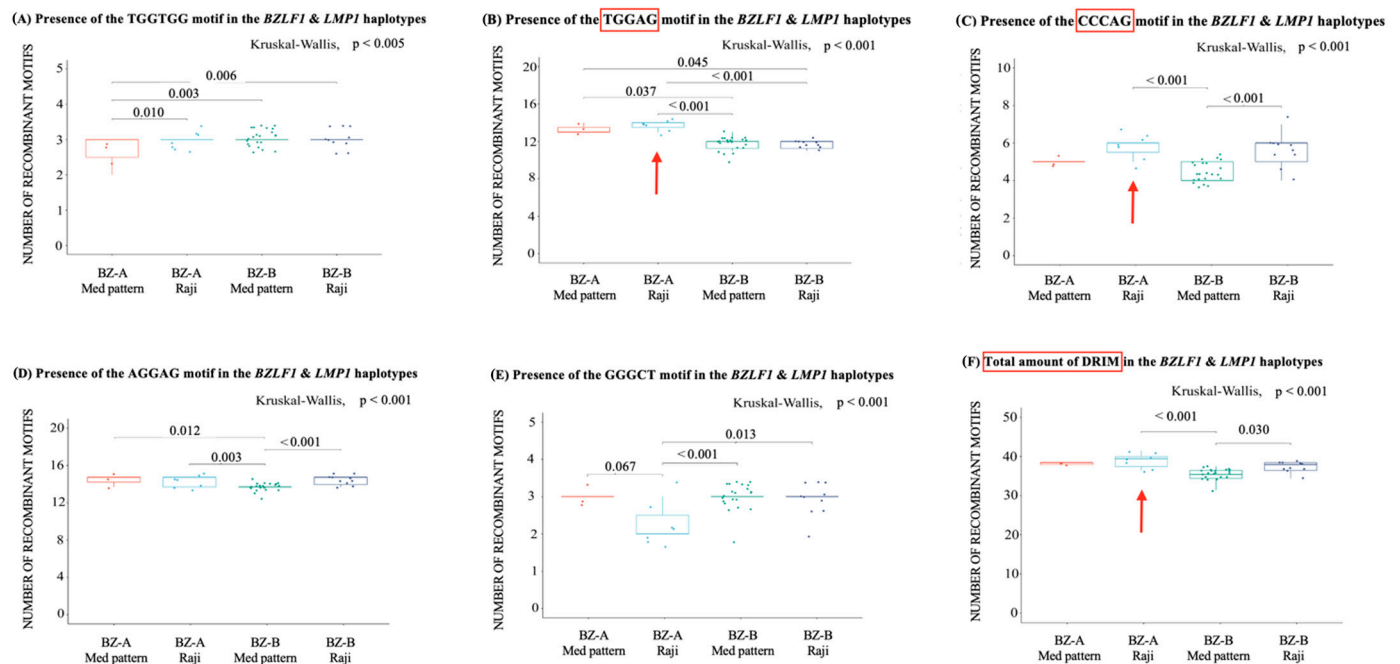 (A) Presence of the TGGTGG motif in the BZLF1 & LMP1 haplotypes
Kruskal-Wallis, p < 0.005
NUMBER OF RECOMBINANT MOTIFS
5
4
3
2
1
0
0.006
0.003
0.010
BZ-A Med pattern
BZ-A Raji
BZ-B Med pattern
BZ-B Raji
(B) Presence of the TGGAG motif in the BZLF1 & LMP1 haplotypes
Kruskal-Wallis, p < 0.001
NUMBER OF RECOMBINANT MOTIFS
20
16
12
8
4
0
0.045
< 0.001
0.037
< 0.001
BZ-A Med pattern
BZ-A Raji
BZ-B Med pattern
BZ-B Raji
(C) Presence of the CCCAG motif in the BZLF1 & LMP1 haplotypes
Kruskal-Wallis, p < 0.001
NUMBER OF RECOMBINANT MOTIFS
10
8
6
4
2
0
< 0.001
< 0.001
BZ-A Med pattern
BZ-A Raji
BZ-B Med pattern
BZ-B Raji
(D) Presence of the AGGAG motif in the BZLF1 & LMP1 haplotypes
Kruskal-Wallis, p < 0.001
NUMBER OF RECOMBINANT MOTIFS
20
16
12
8
4
0
0.012
< 0.001
0.003
BZ-A Med pattern
BZ-A Raji
BZ-B Med pattern
BZ-B Raji
(E) Presence of the GGGCT motif in the BZLF1 & LMP1 haplotypes
Kruskal-Wallis, p < 0.001
NUMBER OF RECOMBINANT MOTIFS
5
4
3
2
1
0
0.013
0.067
< 0.001
BZ-A Med pattern
BZ-A Raji
BZ-B Med pattern
BZ-B Raji
(F) Total amount of DRIM in the BZLF1 & LMP1 haplotypes
Kruskal-Wallis, p < 0.001
NUMBER OF RECOMBINANT MOTIFS
50
40
30
20
10
0
< 0.001
0.030
BZ-A Med pattern
BZ-A Raji
BZ-B Med pattern
BZ-B Raji